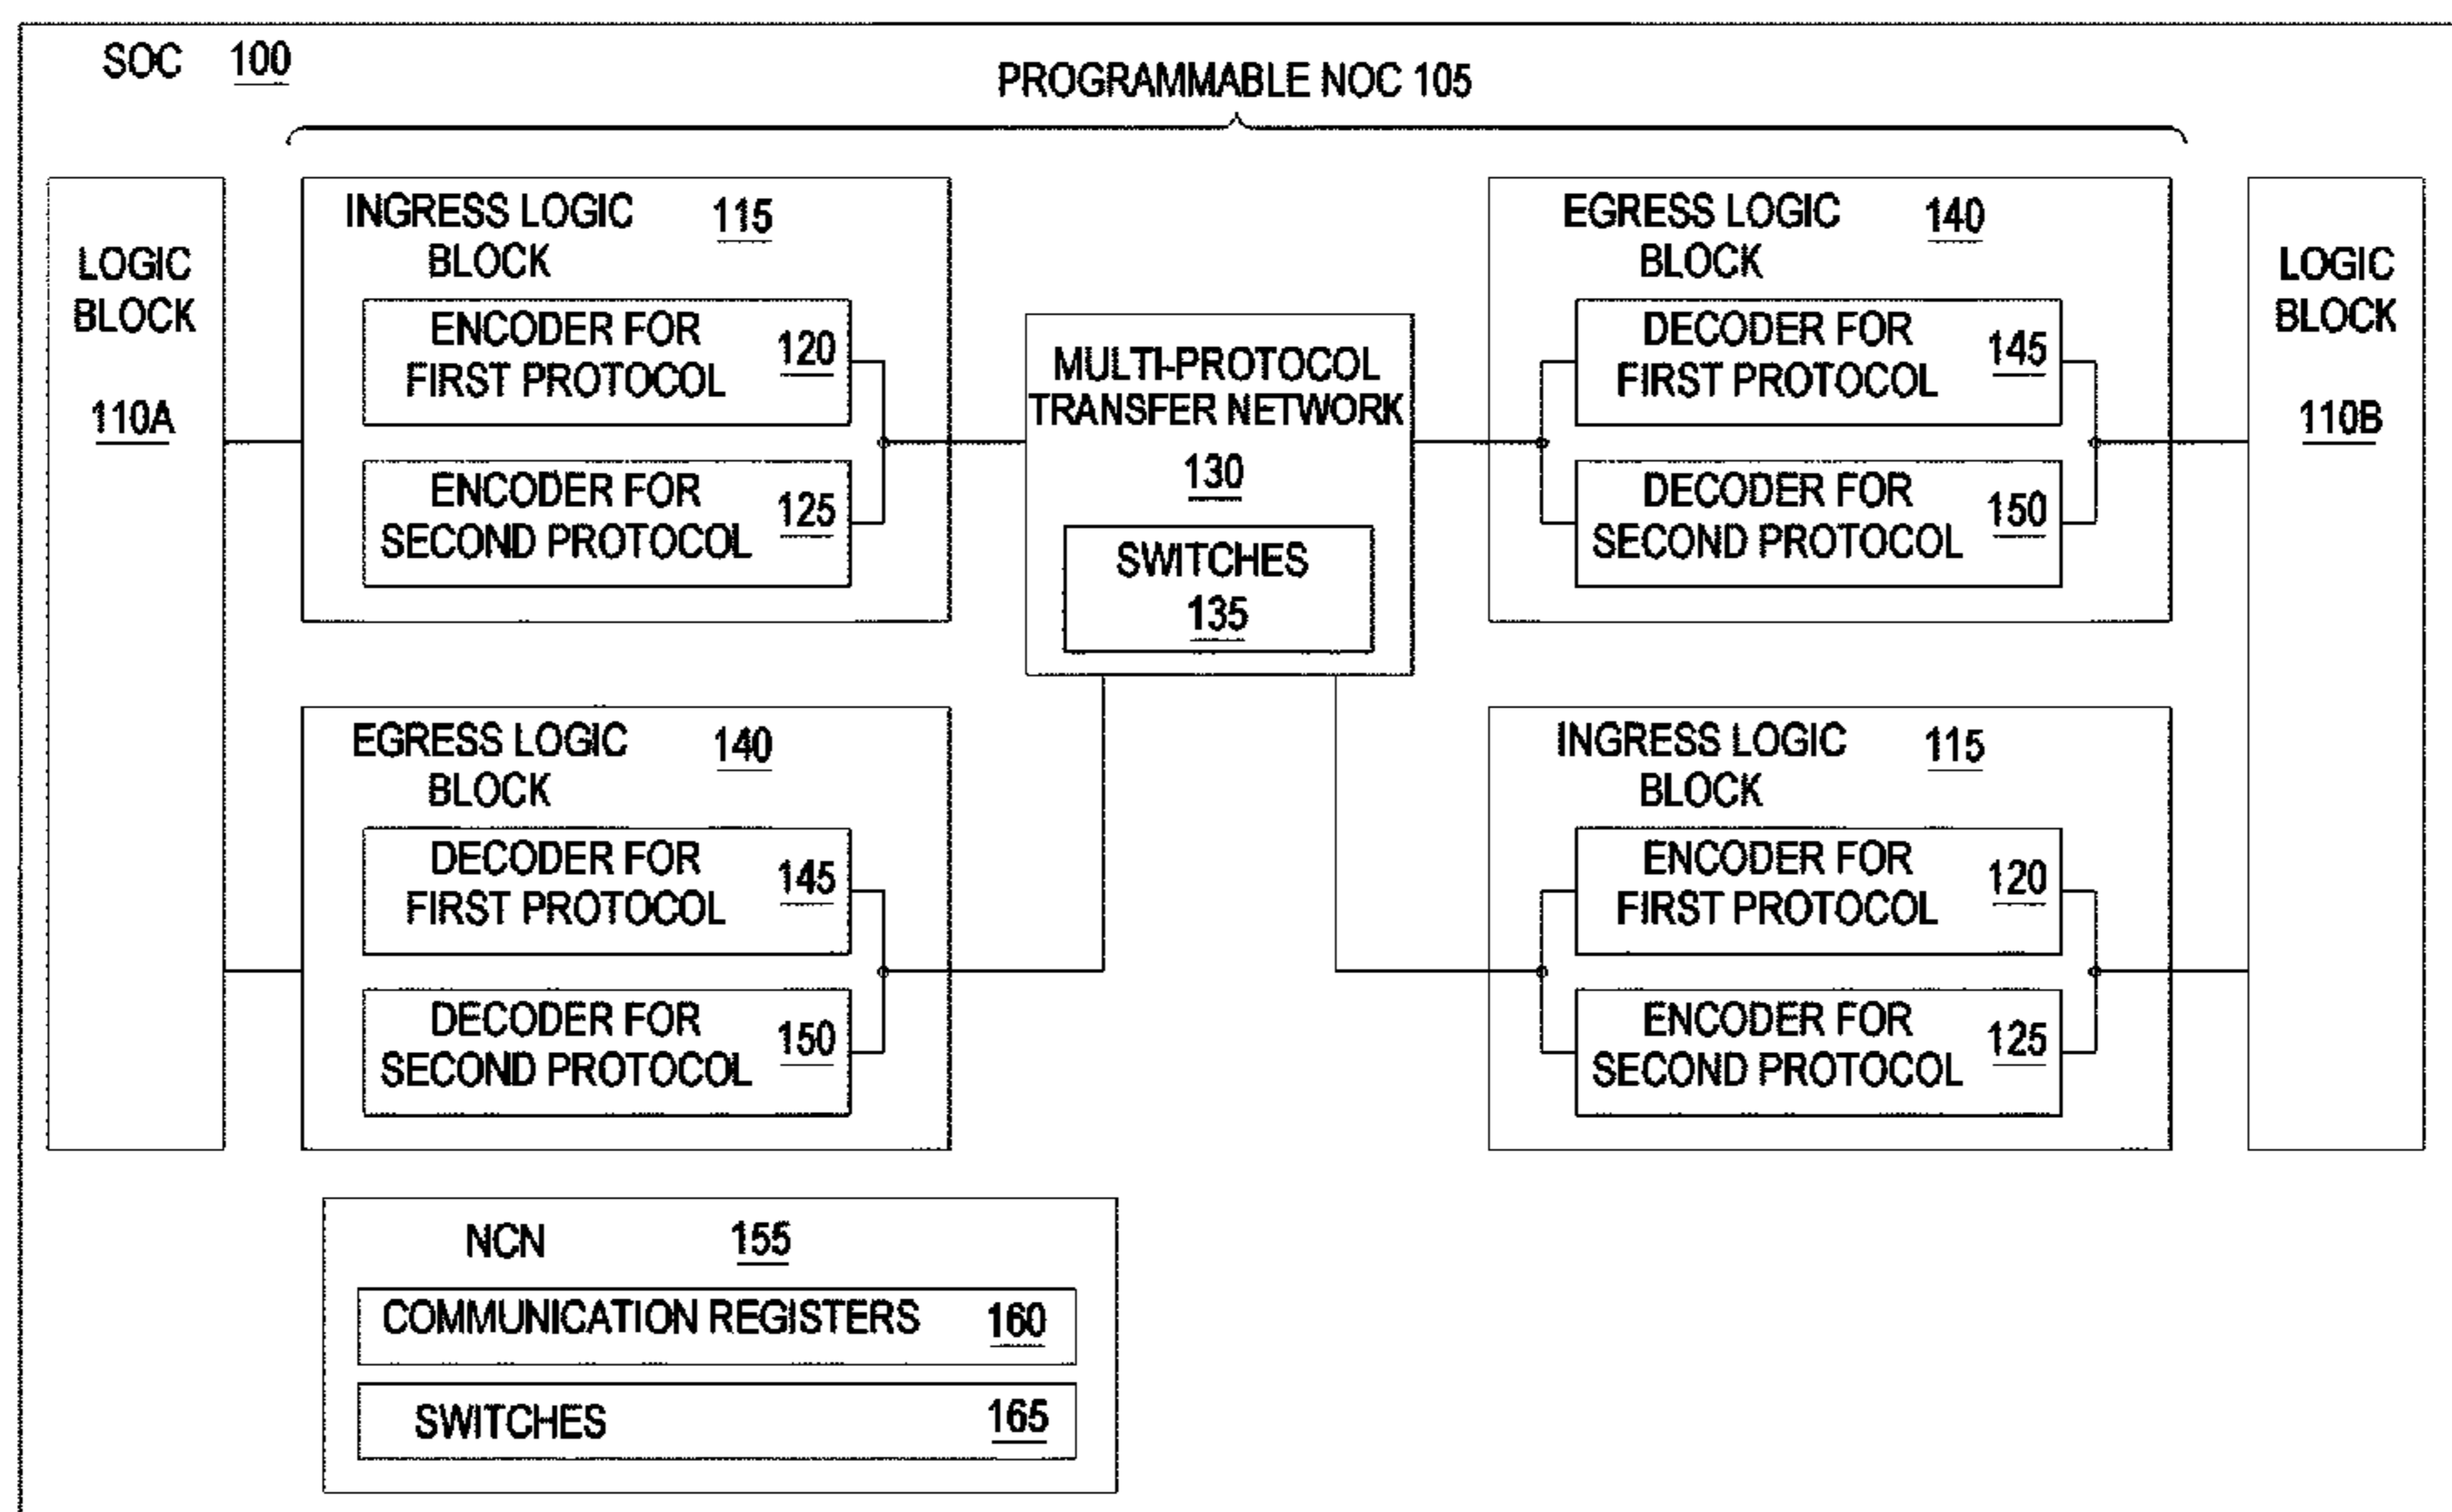 SOC 100
PROGRAMMABLE NOC 105
LOGIC
BLOCK
110A
INGRESS LOGIC 115
BLOCK
ENCODER FOR
FIRST PROTOCOL 120
ENCODER FOR
SECOND PROTOCOL 125
MULTI-PROTOCOL
TRANSFER NETWORK
130
SWITCHES
135
EGRESS LOGIC 140
BLOCK
DECODER FOR
FIRST PROTOCOL 145
DECODER FOR
SECOND PROTOCOL 150
LOGIC
BLOCK
110B
EGRESS LOGIC 140
BLOCK
DECODER FOR
FIRST PROTOCOL 145
DECODER FOR
SECOND PROTOCOL 150
INGRESS LOGIC 115
BLOCK
ENCODER FOR
FIRST PROTOCOL 120
ENCODER FOR
SECOND PROTOCOL 125
NCN 155
COMMUNICATION REGISTERS 160
SWITCHES 165